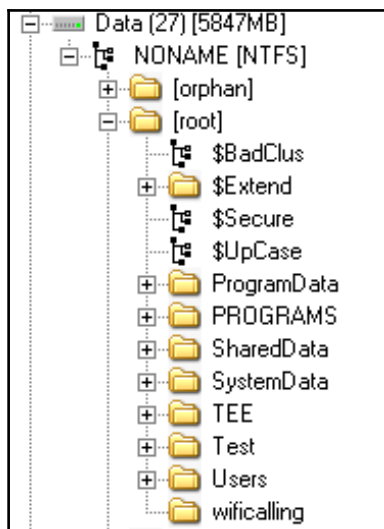 Data (27) [5847MB]
NONAME [NTFS]
[orphan]
[root]
$BadClus
$Extend
$Secure
$UpCase
ProgramData
PROGRAMS
SharedData
SystemData
TEE
Test
Users
wificalling